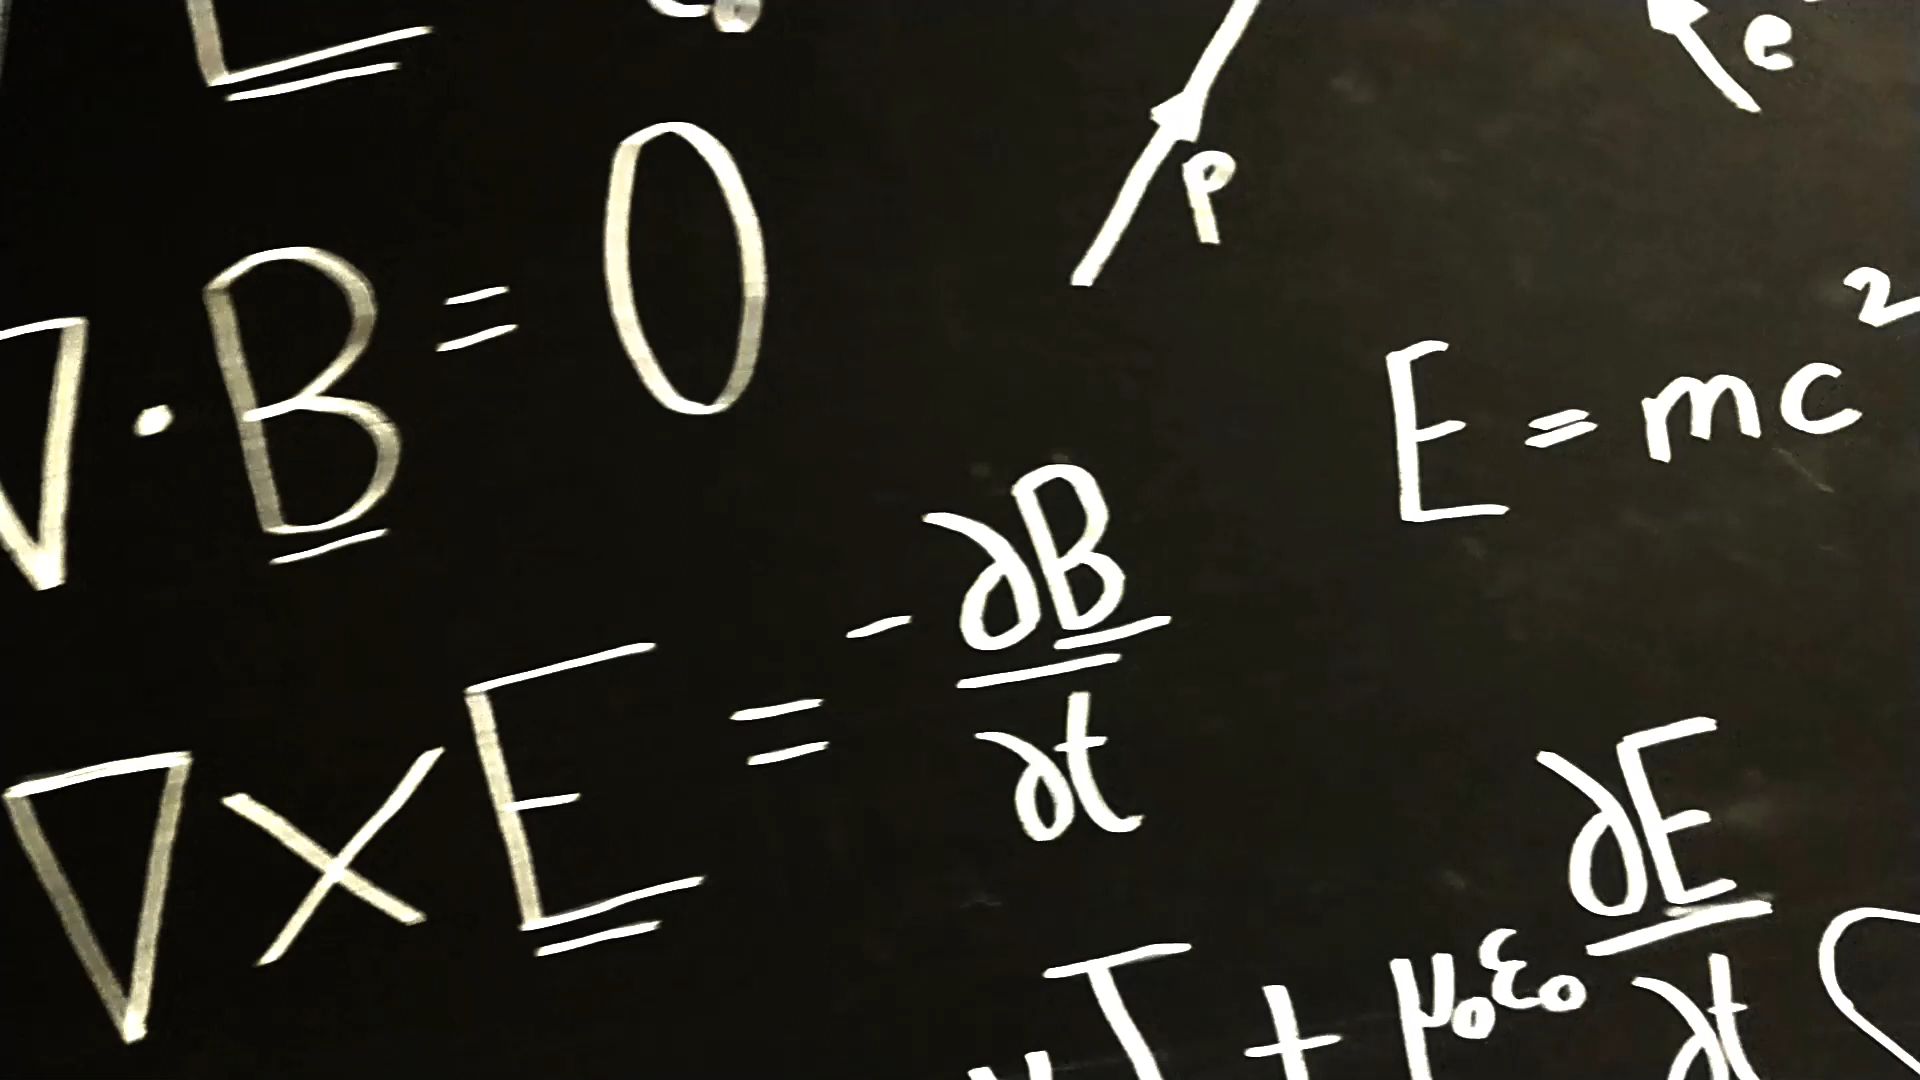 ∇·B = 0
p
e
E = mc²
∇×E = -∂B/∂t
J + μ₀ε₀ ∂E/∂t